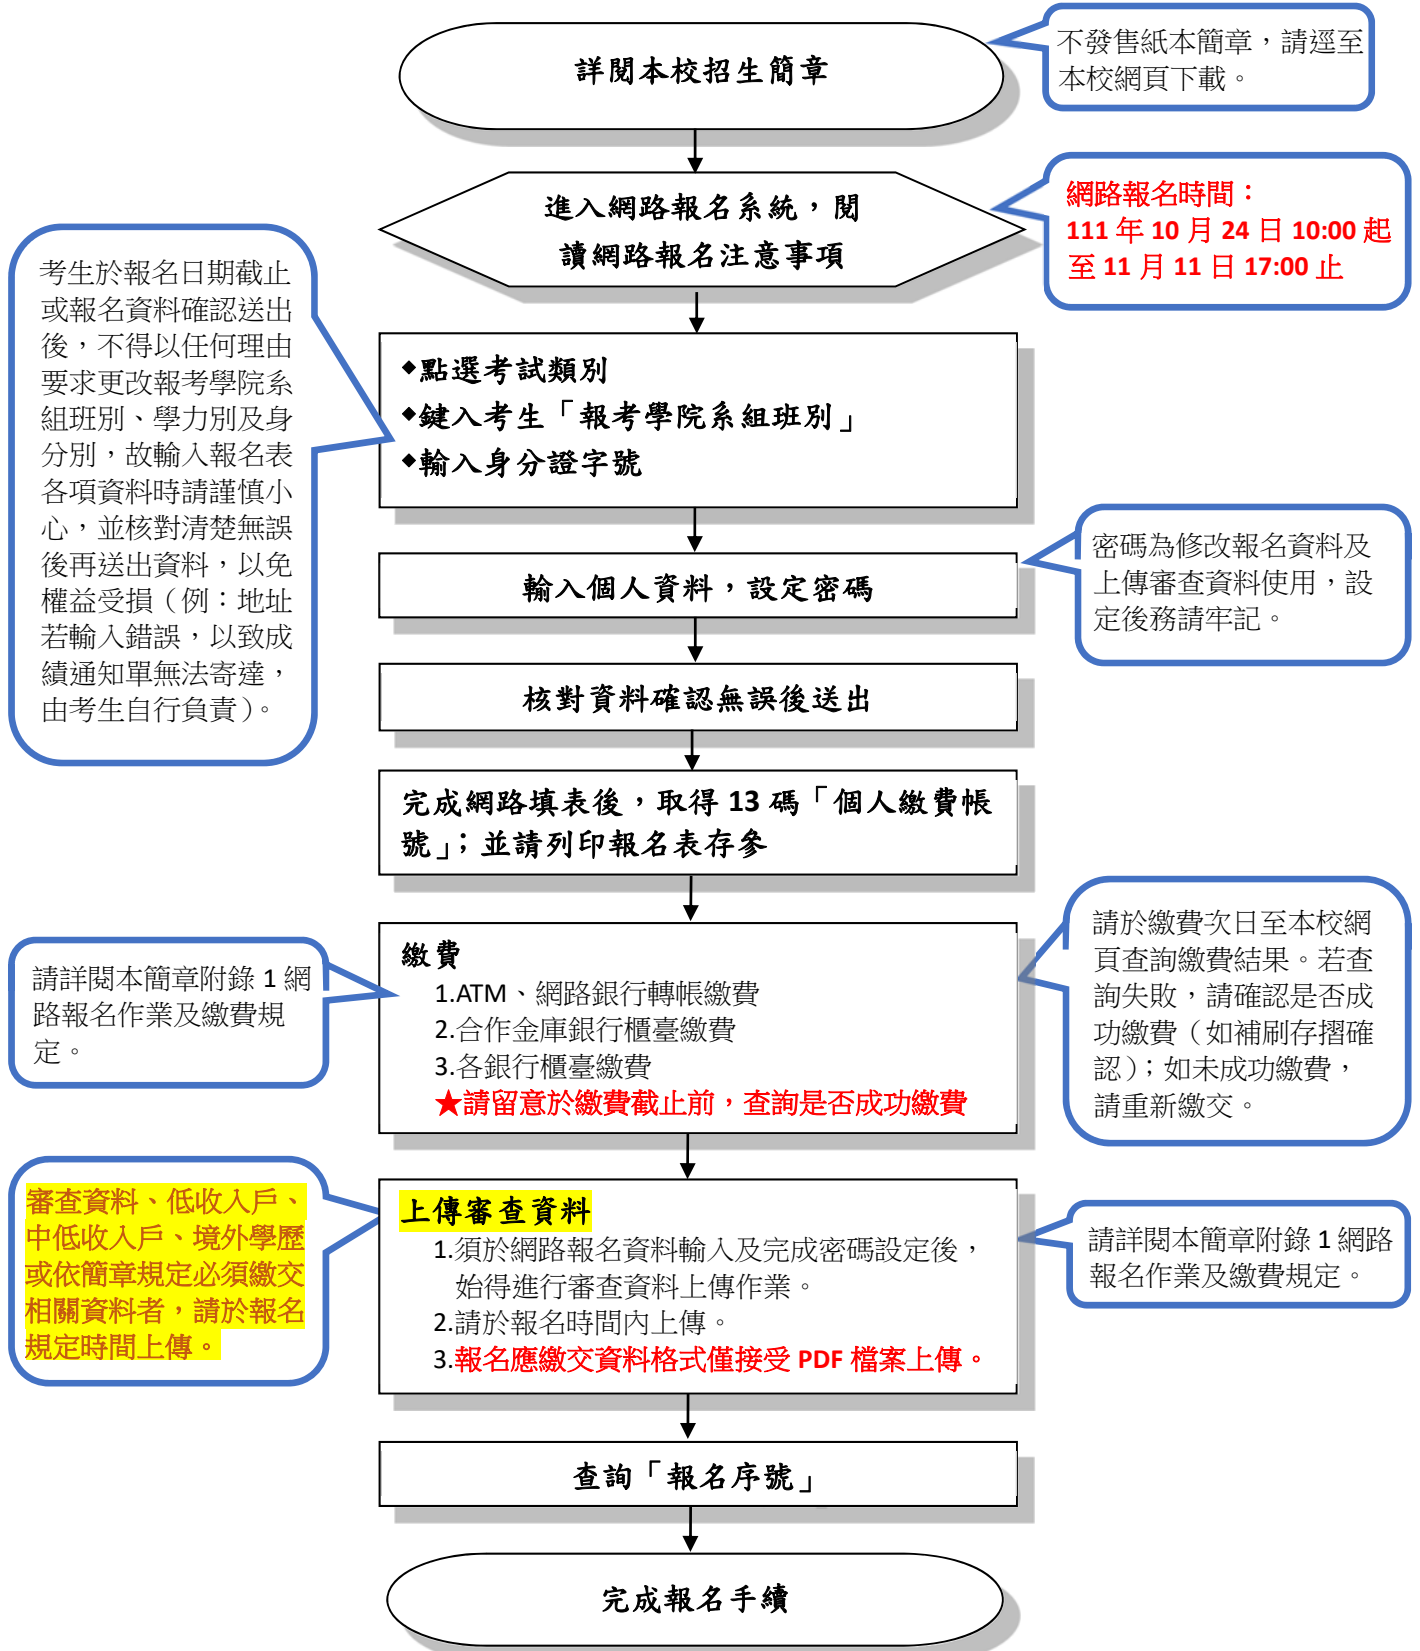 詳閱本校招生簡章
不發售紙本簡章，請逕至
本校網頁下載。
進入網路報名系統，閱
讀網路報名注意事項
網路報名時間：
111 年 10 月 24 日 10:00 起
至 11 月 11 日 17:00 止
考生於報名日期截止
或報名資料確認送出
後，不得以任何理由
要求更改報考學院系
組班別、學力別及身
分別，故輸入報名表
各項資料時請謹慎小
心，並核對清楚無誤
後再送出資料，以免
權益受損（例：地址
若輸入錯誤，以致成
績通知單無法寄達，
由考生自行負責）。
◆點選考試類別
◆鍵入考生「報考學院系組班別」
◆輸入身分證字號
輸入個人資料，設定密碼
密碼為修改報名資料及
上傳審查資料使用，設
定後務請牢記。
核對資料確認無誤後送出
完成網路填表後，取得 13 碼「個人繳費帳
號」；並請列印報名表存參
繳費
1.ATM、網路銀行轉帳繳費
2.合作金庫銀行櫃臺繳費
3.各銀行櫃臺繳費
★請留意於繳費截止前，查詢是否成功繳費
請詳閱本簡章附錄 1 網
路報名作業及繳費規
定。
請於繳費次日至本校網
頁查詢繳費結果。若查
詢失敗，請確認是否成
功繳費（如補刷存摺確
認）；如未成功繳費，
請重新繳交。
上傳審查資料
1.須於網路報名資料輸入及完成密碼設定後，
始得進行審查資料上傳作業。
2.請於報名時間內上傳。
3.報名應繳交資料格式僅接受 PDF 檔案上傳。
審查資料、低收入戶、
中低收入戶、境外學歷
或依簡章規定必須繳交
相關資料者，請於報名
規定時間上傳。
請詳閱本簡章附錄 1 網路
報名作業及繳費規定。
查詢「報名序號」
完成報名手續